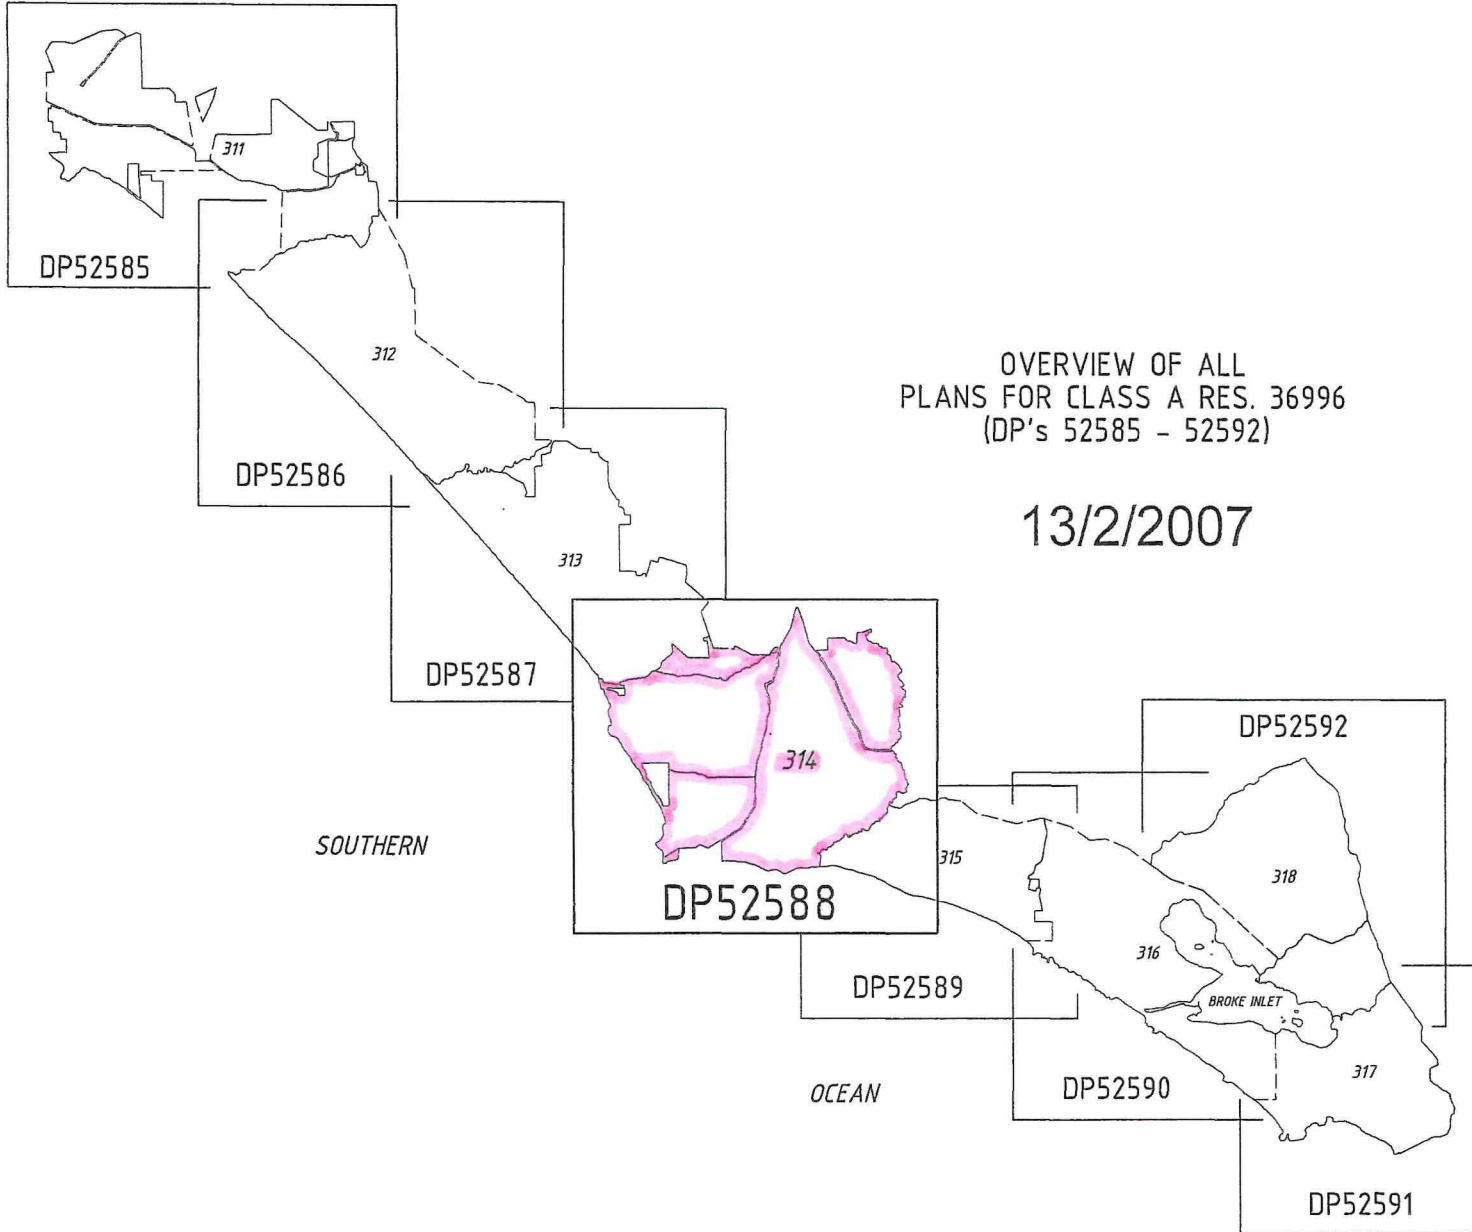 311
DP52585
312
OVERVIEW OF ALL
PLANS FOR CLASS A RES. 36996
(DP's 52585 - 52592)
DP52586
13/2/2007
313
DP52587
DP52592
314
SOUTHERN
315
318
DP52588
316
DP52589
BROKE INLET
317
OCEAN
DP52590
DP52591